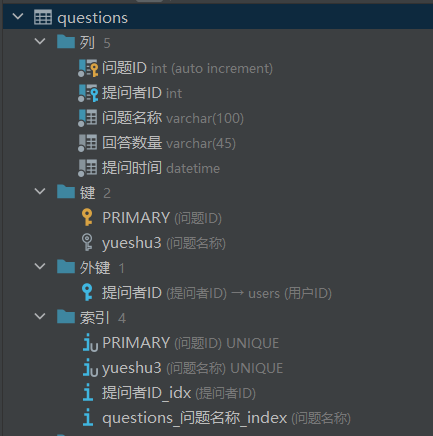 questions
列 5
问题ID int (auto increment)
提问者ID int
问题名称 varchar(100)
回答数量 varchar(45)
提问时间 datetime
键 2
PRIMARY (问题ID)
yueshu3 (问题名称)
外键 1
提问者ID (提问者ID) → users (用户ID)
索引 4
PRIMARY (问题ID) UNIQUE
yueshu3 (问题名称) UNIQUE
提问者ID_idx (提问者ID)
questions_问题名称_index (问题名称)